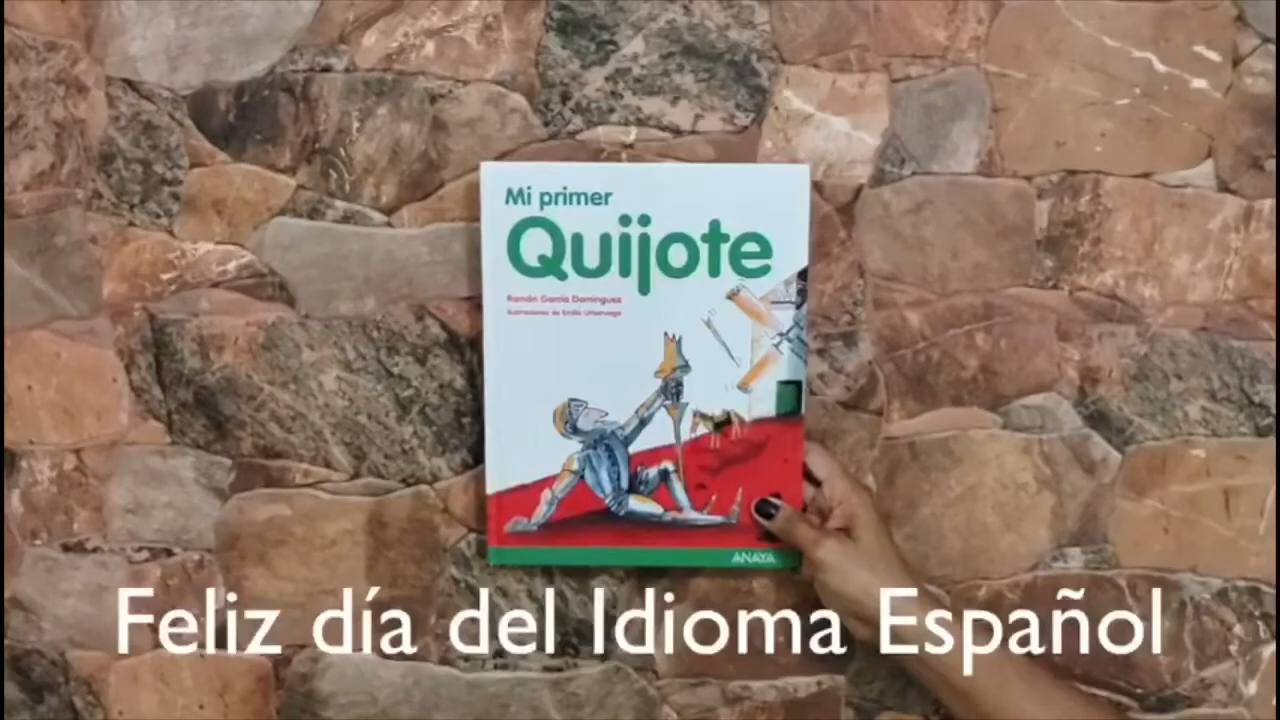 Mi primer
Quijote
Ramón García Domínguez
Ilustraciones de Emilio Urberuaga
ANAYA
Feliz día del Idioma Español